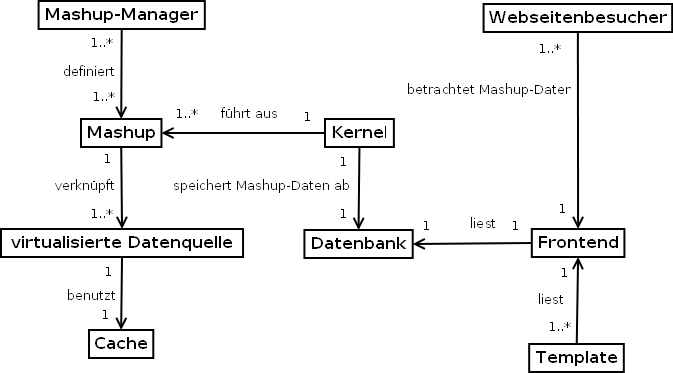 Mashup-Manager
Webseitenbesucher
1..*
1..*
definiert
betrachtet Mashup-Daten
1..*
1..*
führt aus
1
Mashup
Kernel
1
1
verknüpft
speichert Mashup-Daten ab
1..*
1
1
liest
1
1
virtualisierte Datenquelle
Datenbank
Frontend
1
1
benutzt
liest
1
1..*
Cache
Template